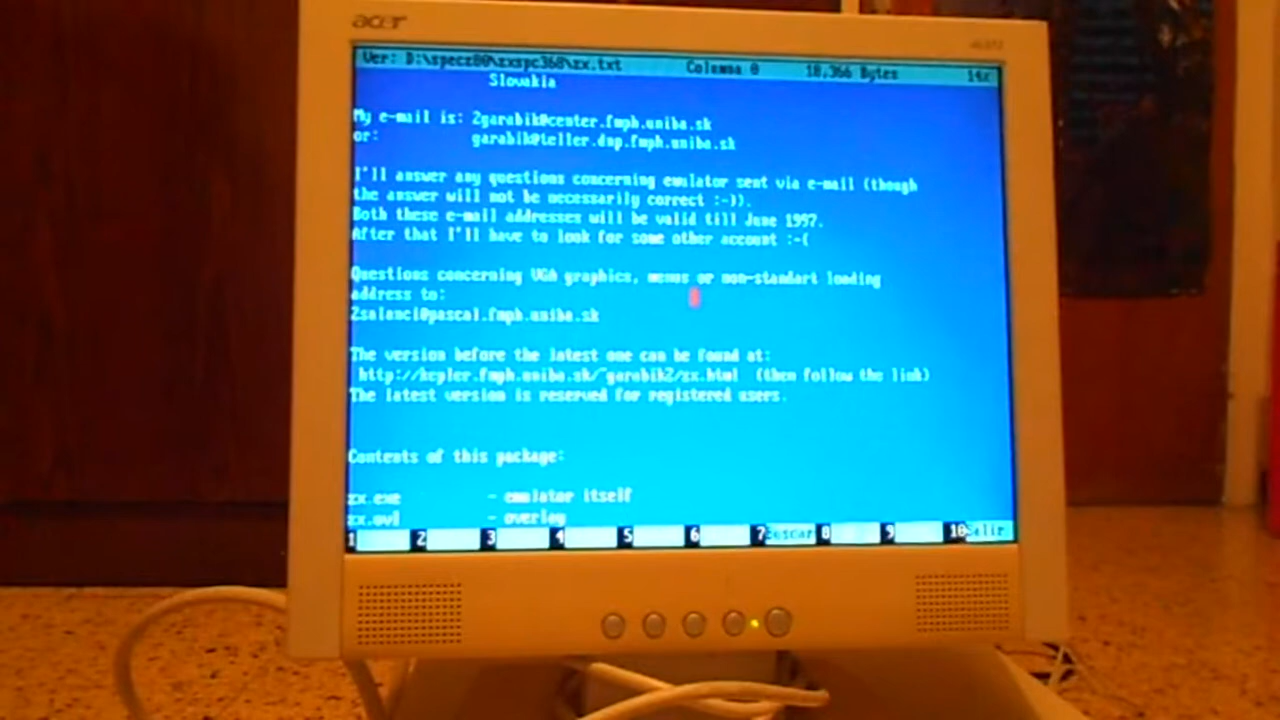 acer
Ver: D:\specz80\zxspc360\zx.txt Columna 0 18,366 Bytes 14%
Slovakia
My e-mail is: 2garabik@center.fmph.uniba.sk
or: garabik@teller.dnp.fmph.uniba.sk
I'll answer any questions concerning emulator sent via e-mail (though
the answer will not be necessarily correct :-)).
Both these e-mail addresses will be valid till June 1997.
After that I'll have to look for some other account :-(
Questions concerning VGA graphics, menus or non-standart loading
address to:
2salanci@pascal.fmph.uniba.sk
The version before the latest one can be found at:
http://kepler.fmph.uniba.sk/~garabik2/zx.html (then follow the link)
The latest version is reserved for registered users.
Contents of this package:
zx.exe - emulator itself
zx.ovl - overlay
1 2 3 4 5 6 7Buscar 8 9 10Salir